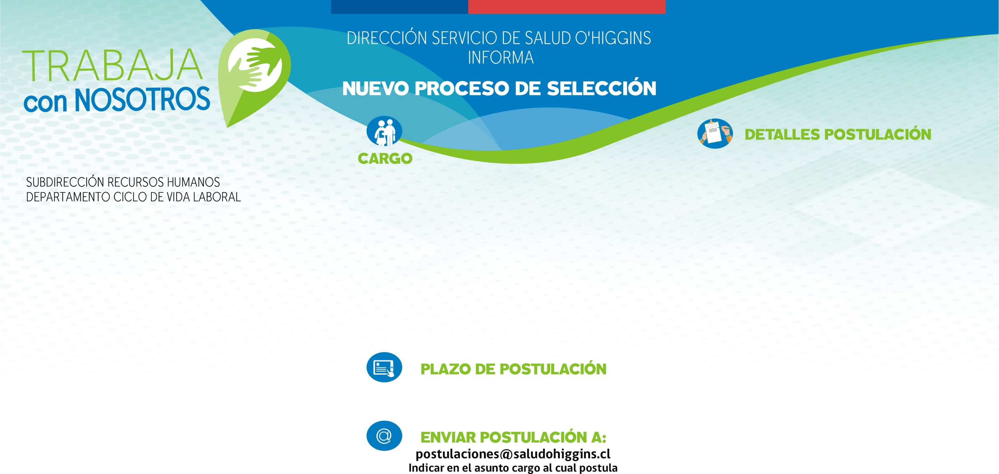 TRABAJA
con NOSOTROS
SUBDIRECCIÓN RECURSOS HUMANOS
DEPARTAMENTO CICLO DE VIDA LABORAL
DIRECCIÓN SERVICIO DE SALUD O'HIGGINS
INFORMA
NUEVO PROCESO DE SELECCIÓN
CARGO
DETALLES POSTULACIÓN
PLAZO DE POSTULACIÓN
@
ENVIAR POSTULACIÓN A:
postulaciones@saludohiggins.cl
Indicar en el asunto cargo al cual postula